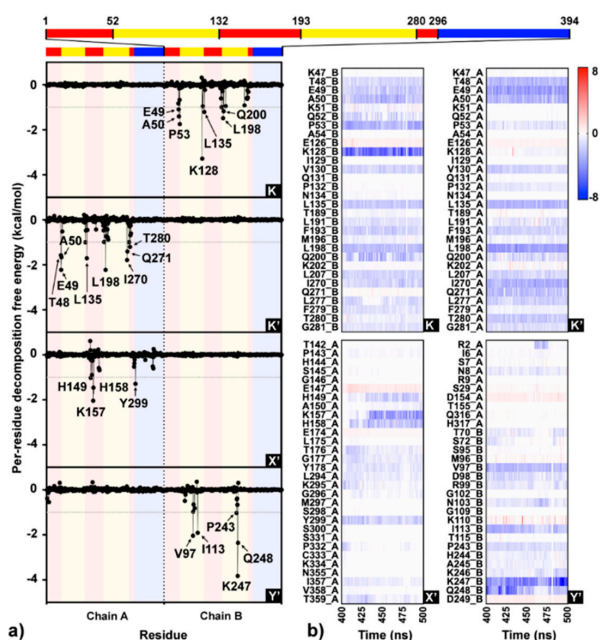 1 52 132 193 280 296 394
Per-residue decomposition free energy (kcal/mol)
0
-2
-4
E49
A50
P53
K128
L135
Q200
L198
K
0
-2
-4
A50
E49
T48
L135
L198
T280
Q271
I270
K'
0
-2
-4
H149
K157
H158
Y299
X'
0
-2
-4
V97
I113
P243
Q248
K247
Y'
Chain A Chain B
Residue
a)
K47_B
T48_B
E49_B
A50_B
K51_B
Q52_B
P53_B
A54_B
E126_B
K128_B
I129_B
V130_B
Q131_B
P132_B
N134_B
L135_B
T189_B
L191_B
F193_B
M196_B
L198_B
Q200_B
K202_B
L207_B
I270_B
Q271_B
L277_B
F279_B
T280_B
G281_B
K
K47_A
T48_A
E49_A
A50_A
K51_A
Q52_A
P53_A
A54_A
E126_A
K128_A
I129_A
V130_A
Q131_A
P132_A
N134_A
L135_A
T189_A
L191_A
F193_A
M196_A
L198_A
Q200_A
K202_A
L207_A
I270_A
Q271_A
L277_A
F279_A
T280_A
G281_A
K'
8
0
-8
T142_A
P143_A
H144_A
S145_A
G146_A
E147_A
H149_A
A150_A
K157_A
H158_A
E174_A
L175_A
T176_A
G177_A
Y178_A
L294_A
K295_A
G296_A
M297_A
S298_A
Y299_A
S300_A
S331_A
P332_A
C333_A
K334_A
N355_A
I357_A
V358_A
T359_A
X'
400 425 450 475 500
Time (ns)
R2_A
I6_A
S7_A
N8_A
R9_A
S29_A
D154_A
T155_A
Q316_A
H317_A
T70_B
S72_B
S95_B
M96_B
V97_B
D98_B
R99_B
G102_B
N103_B
G109_B
K110_B
I113_B
T115_B
P243_B
H244_B
A245_B
K246_B
K247_B
Q248_B
D249_B
Y'
400 425 450 475 500
Time (ns)
b)